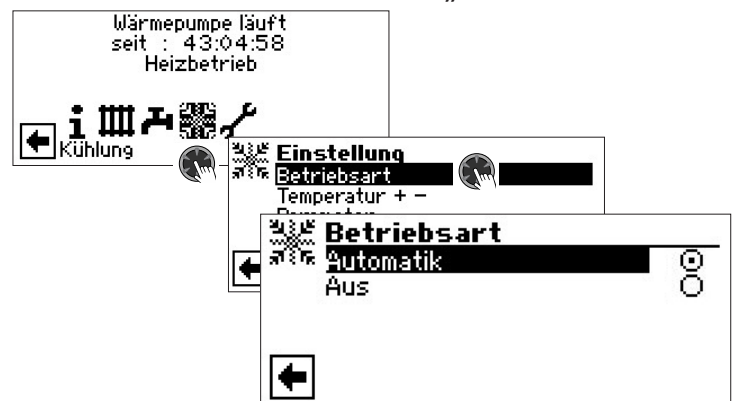 Wärmepumpe läuft
seit : 43:04:58
Heizbetrieb
Kühlung
Einstellung
Betriebsart
Temperatur + -
Betriebsart
Automatik
Aus